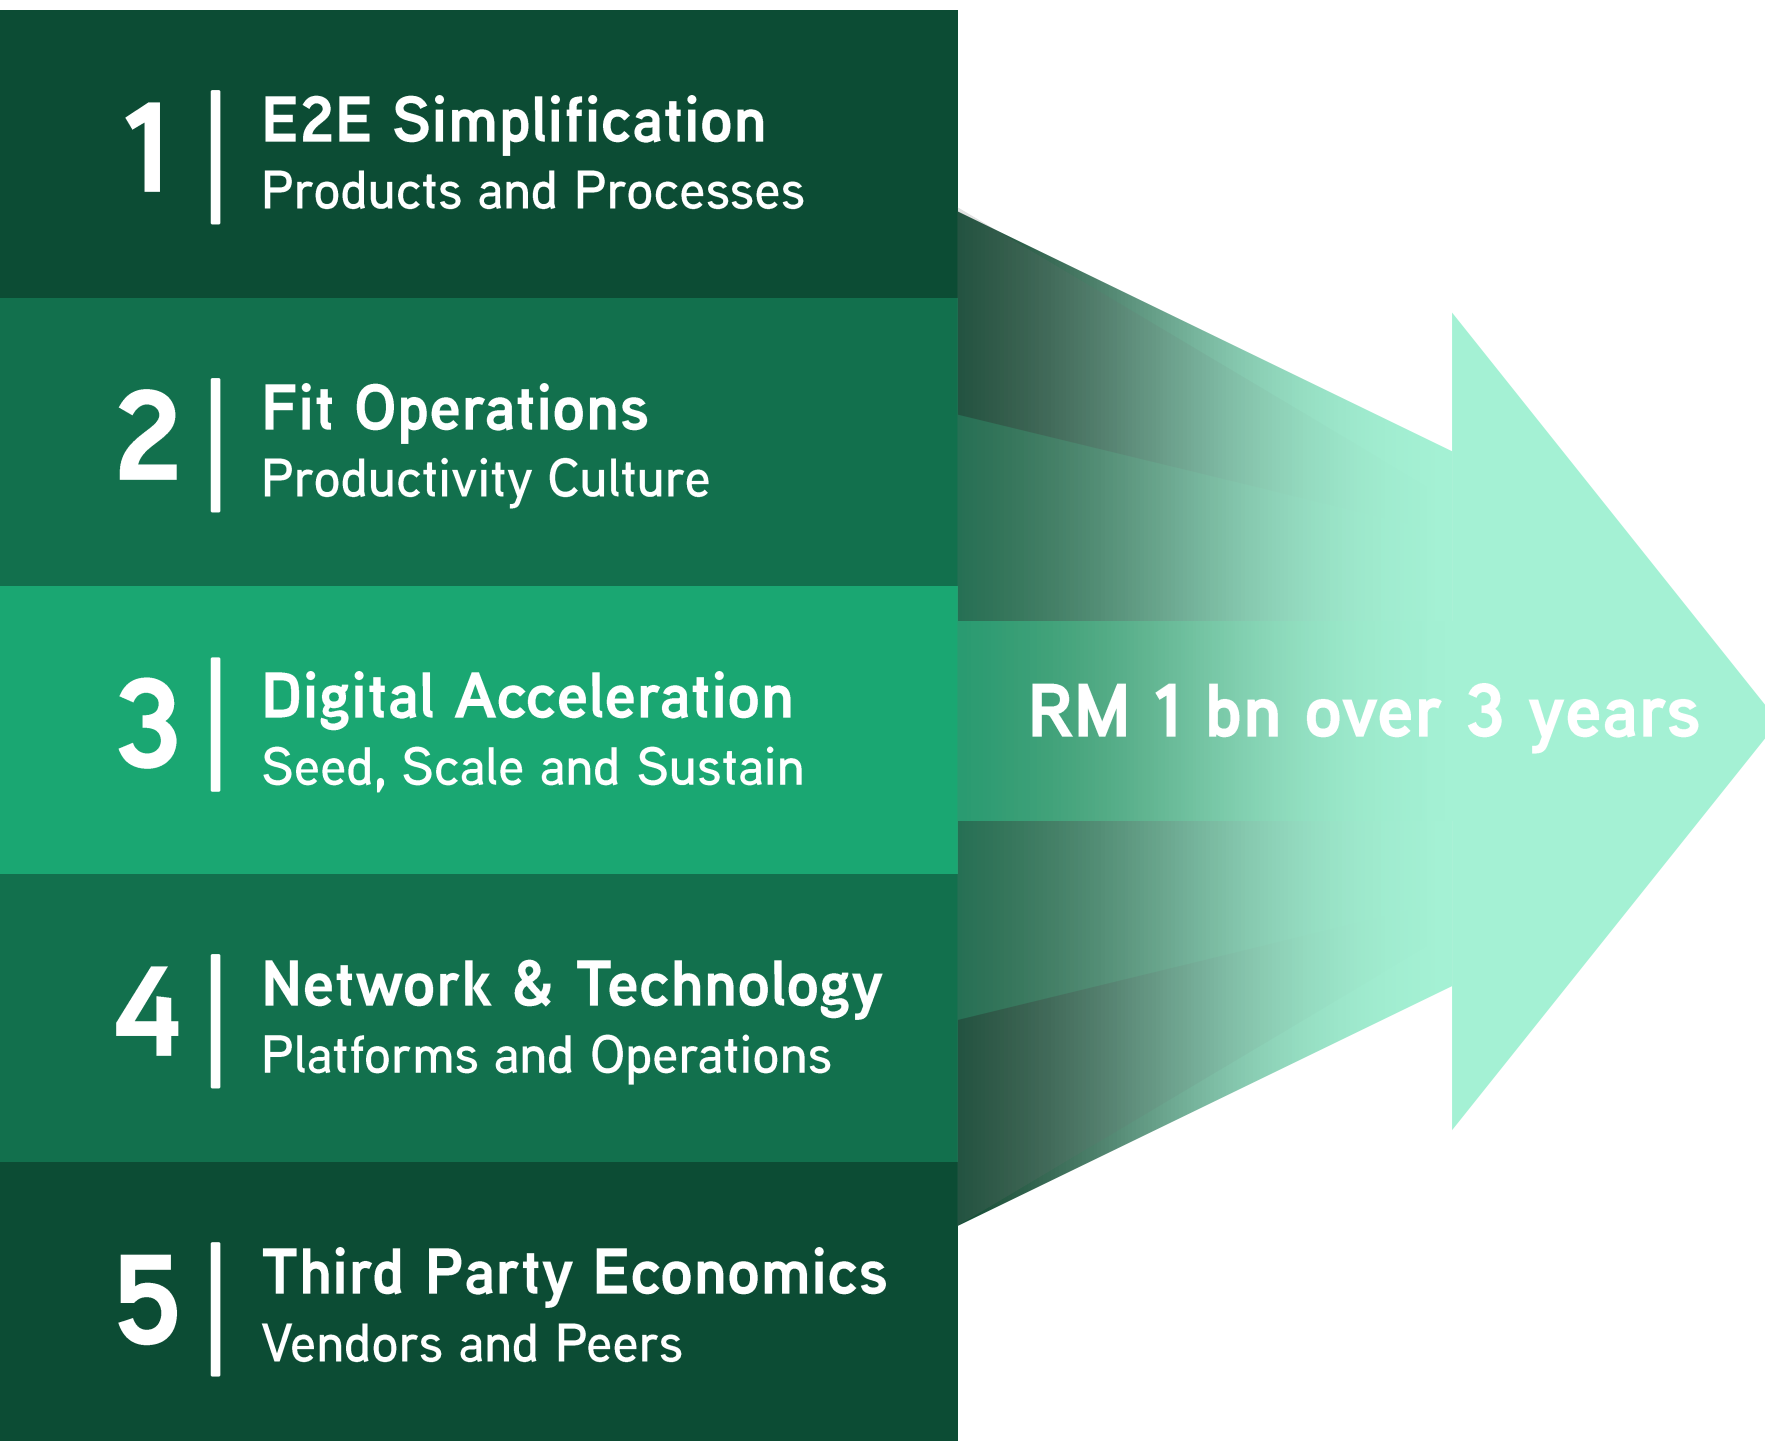 1
E2E Simplification
Products and Processes
2
Fit Operations
Productivity Culture
3
Digital Acceleration
Seed, Scale and Sustain
4
Network & Technology
Platforms and Operations
5
Third Party Economics
Vendors and Peers
RM 1 bn over 3 years